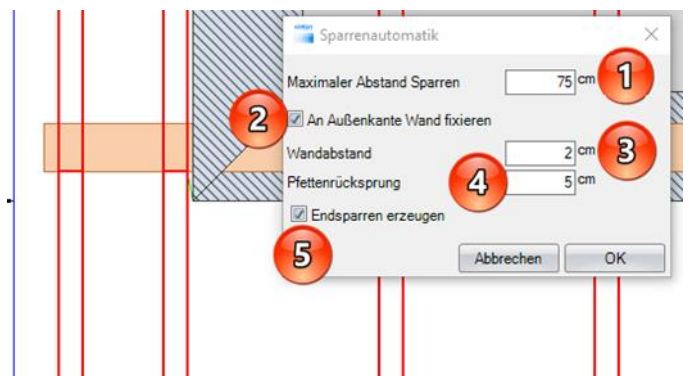 Sparrenautomatik
Maximaler Abstand Sparren 75 cm 1
2 An Außenkante Wand fixieren
Wandabstand 2 cm 3
Pfettenrücksprung 4 5 cm
Endsparren erzeugen
5
Abbrechen OK